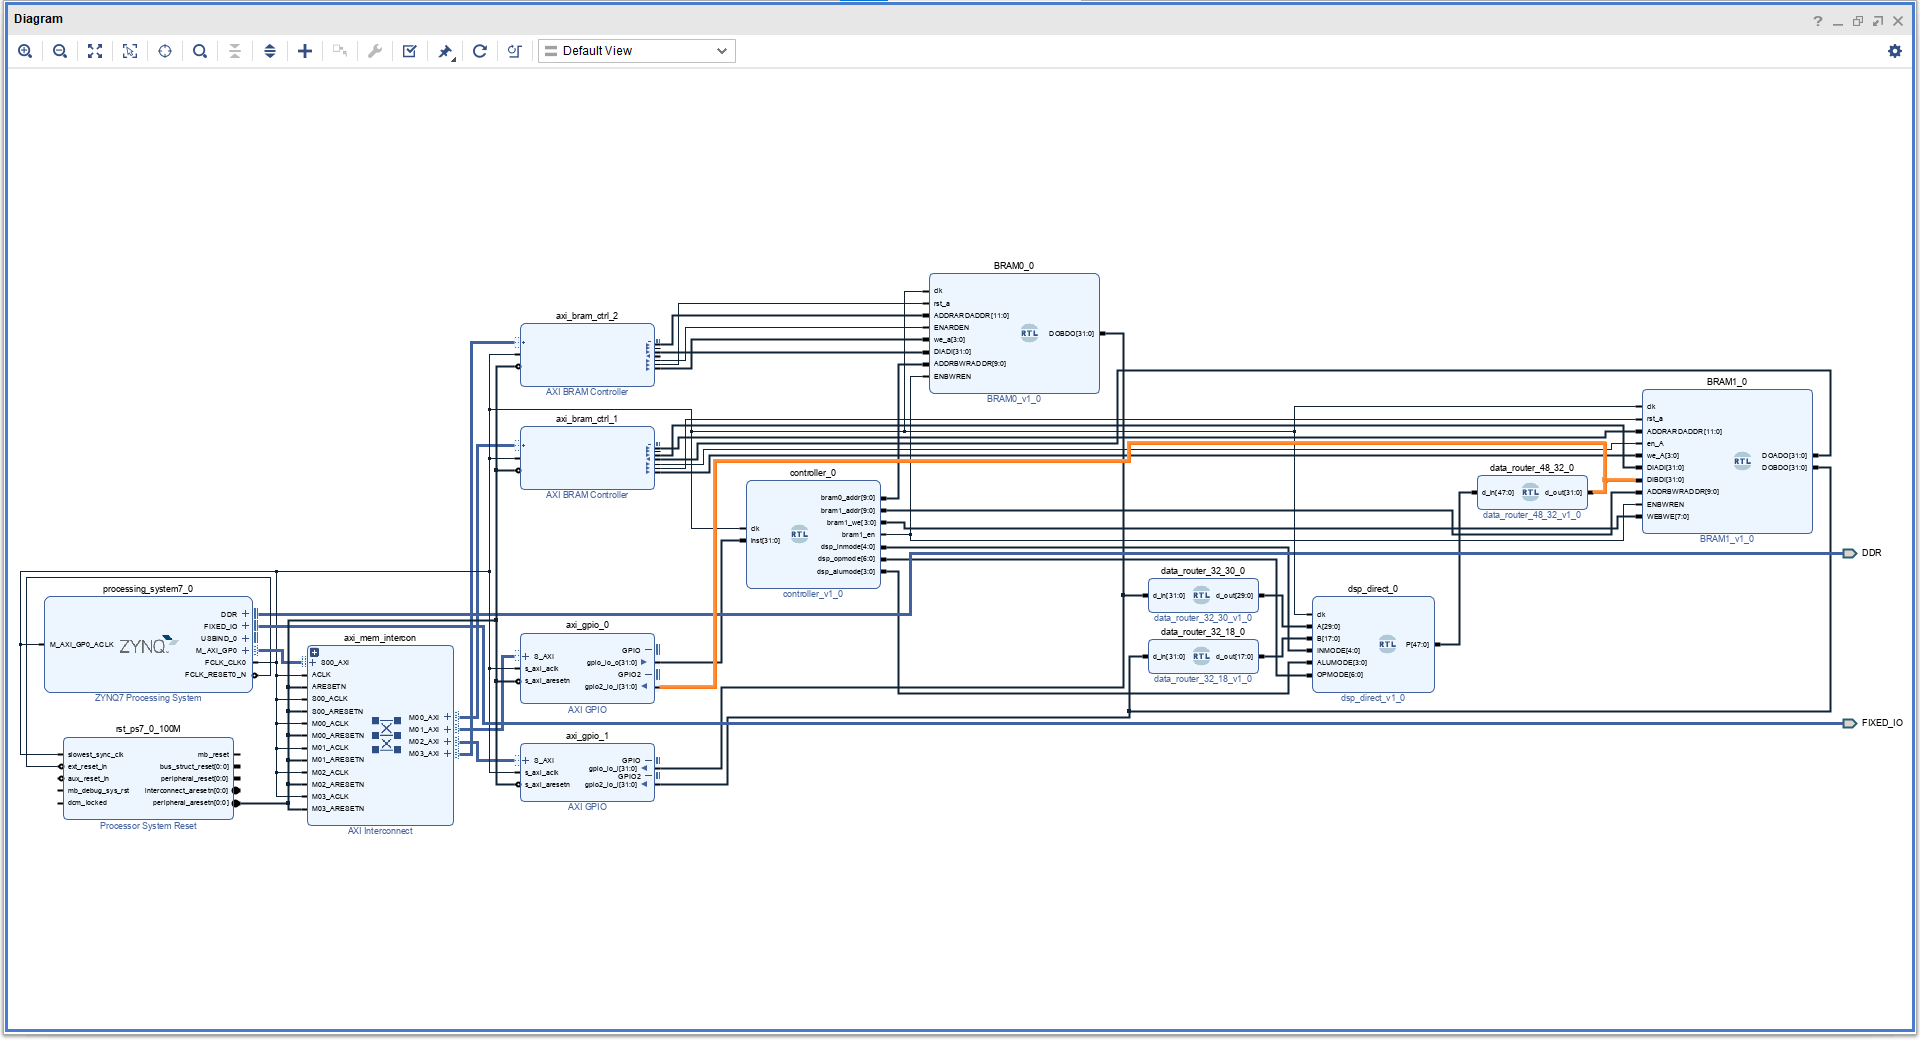 Diagram
Default View
BRAM0_0
clk
rst_a
ADDRARDADDR[11:0]
ENARDEN
we_a[3:0]
DIADI[31:0]
ADDRBWRADDR[9:0]
ENBWREN
RTL
DOBDO[31:0]
BRAM0_v1_0
axi_bram_ctrl_2
AXI BRAM Controller
axi_bram_ctrl_1
AXI BRAM Controller
BRAM1_0
clk
rst_a
ADDRARDADDR[11:0]
en_A
we_A[3:0]
DIADI[31:0]
DIBDI[31:0]
ADDRBWRADDR[9:0]
ENBWREN
WEBWE[7:0]
RTL
DOADO[31:0]
DOBDO[31:0]
BRAM1_v1_0
controller_0
clk
inst[31:0]
RTL
bram0_addr[9:0]
bram1_addr[9:0]
bram1_we[3:0]
bram1_en
dsp_inmode[4:0]
dsp_opmode[6:0]
dsp_alumode[3:0]
controller_v1_0
data_router_48_32_0
d_in[47:0]
RTL
d_out[31:0]
data_router_48_32_v1_0
DDR
data_router_32_30_0
d_in[31:0]
RTL
d_out[29:0]
data_router_32_30_v1_0
data_router_32_18_0
d_in[31:0]
RTL
d_out[17:0]
data_router_32_18_v1_0
dsp_direct_0
clk
A[29:0]
B[17:0]
INMODE[4:0]
ALUMODE[3:0]
OPMODE[6:0]
RTL
P[47:0]
dsp_direct_v1_0
FIXED_IO
processing_system7_0
M_AXI_GP0_ACLK
ZYNQ
DDR
FIXED_IO
USBIND_0
M_AXI_GP0
FCLK_CLK0
FCLK_RESET0_N
ZYNQ7 Processing System
rst_ps7_0_100M
slowest_sync_clk
ext_reset_in
aux_reset_in
mb_debug_sys_rst
dcm_locked
mb_reset
bus_struct_reset[0:0]
peripheral_reset[0:0]
interconnect_aresetn[0:0]
peripheral_aresetn[0:0]
Processor System Reset
axi_mem_intercon
S00_AXI
ACLK
ARESETN
S00_ACLK
S00_ARESETN
M00_ACLK
M00_ARESETN
M01_ACLK
M01_ARESETN
M02_ACLK
M02_ARESETN
M03_ACLK
M03_ARESETN
M00_AXI
M01_AXI
M02_AXI
M03_AXI
AXI Interconnect
axi_gpio_0
S_AXI
s_axi_aclk
s_axi_aresetn
GPIO
gpio_io_o[31:0]
GPIO2
gpio2_io_i[31:0]
AXI GPIO
axi_gpio_1
S_AXI
s_axi_aclk
s_axi_aresetn
GPIO
gpio_io_i[31:0]
GPIO2
gpio2_io_i[31:0]
AXI GPIO